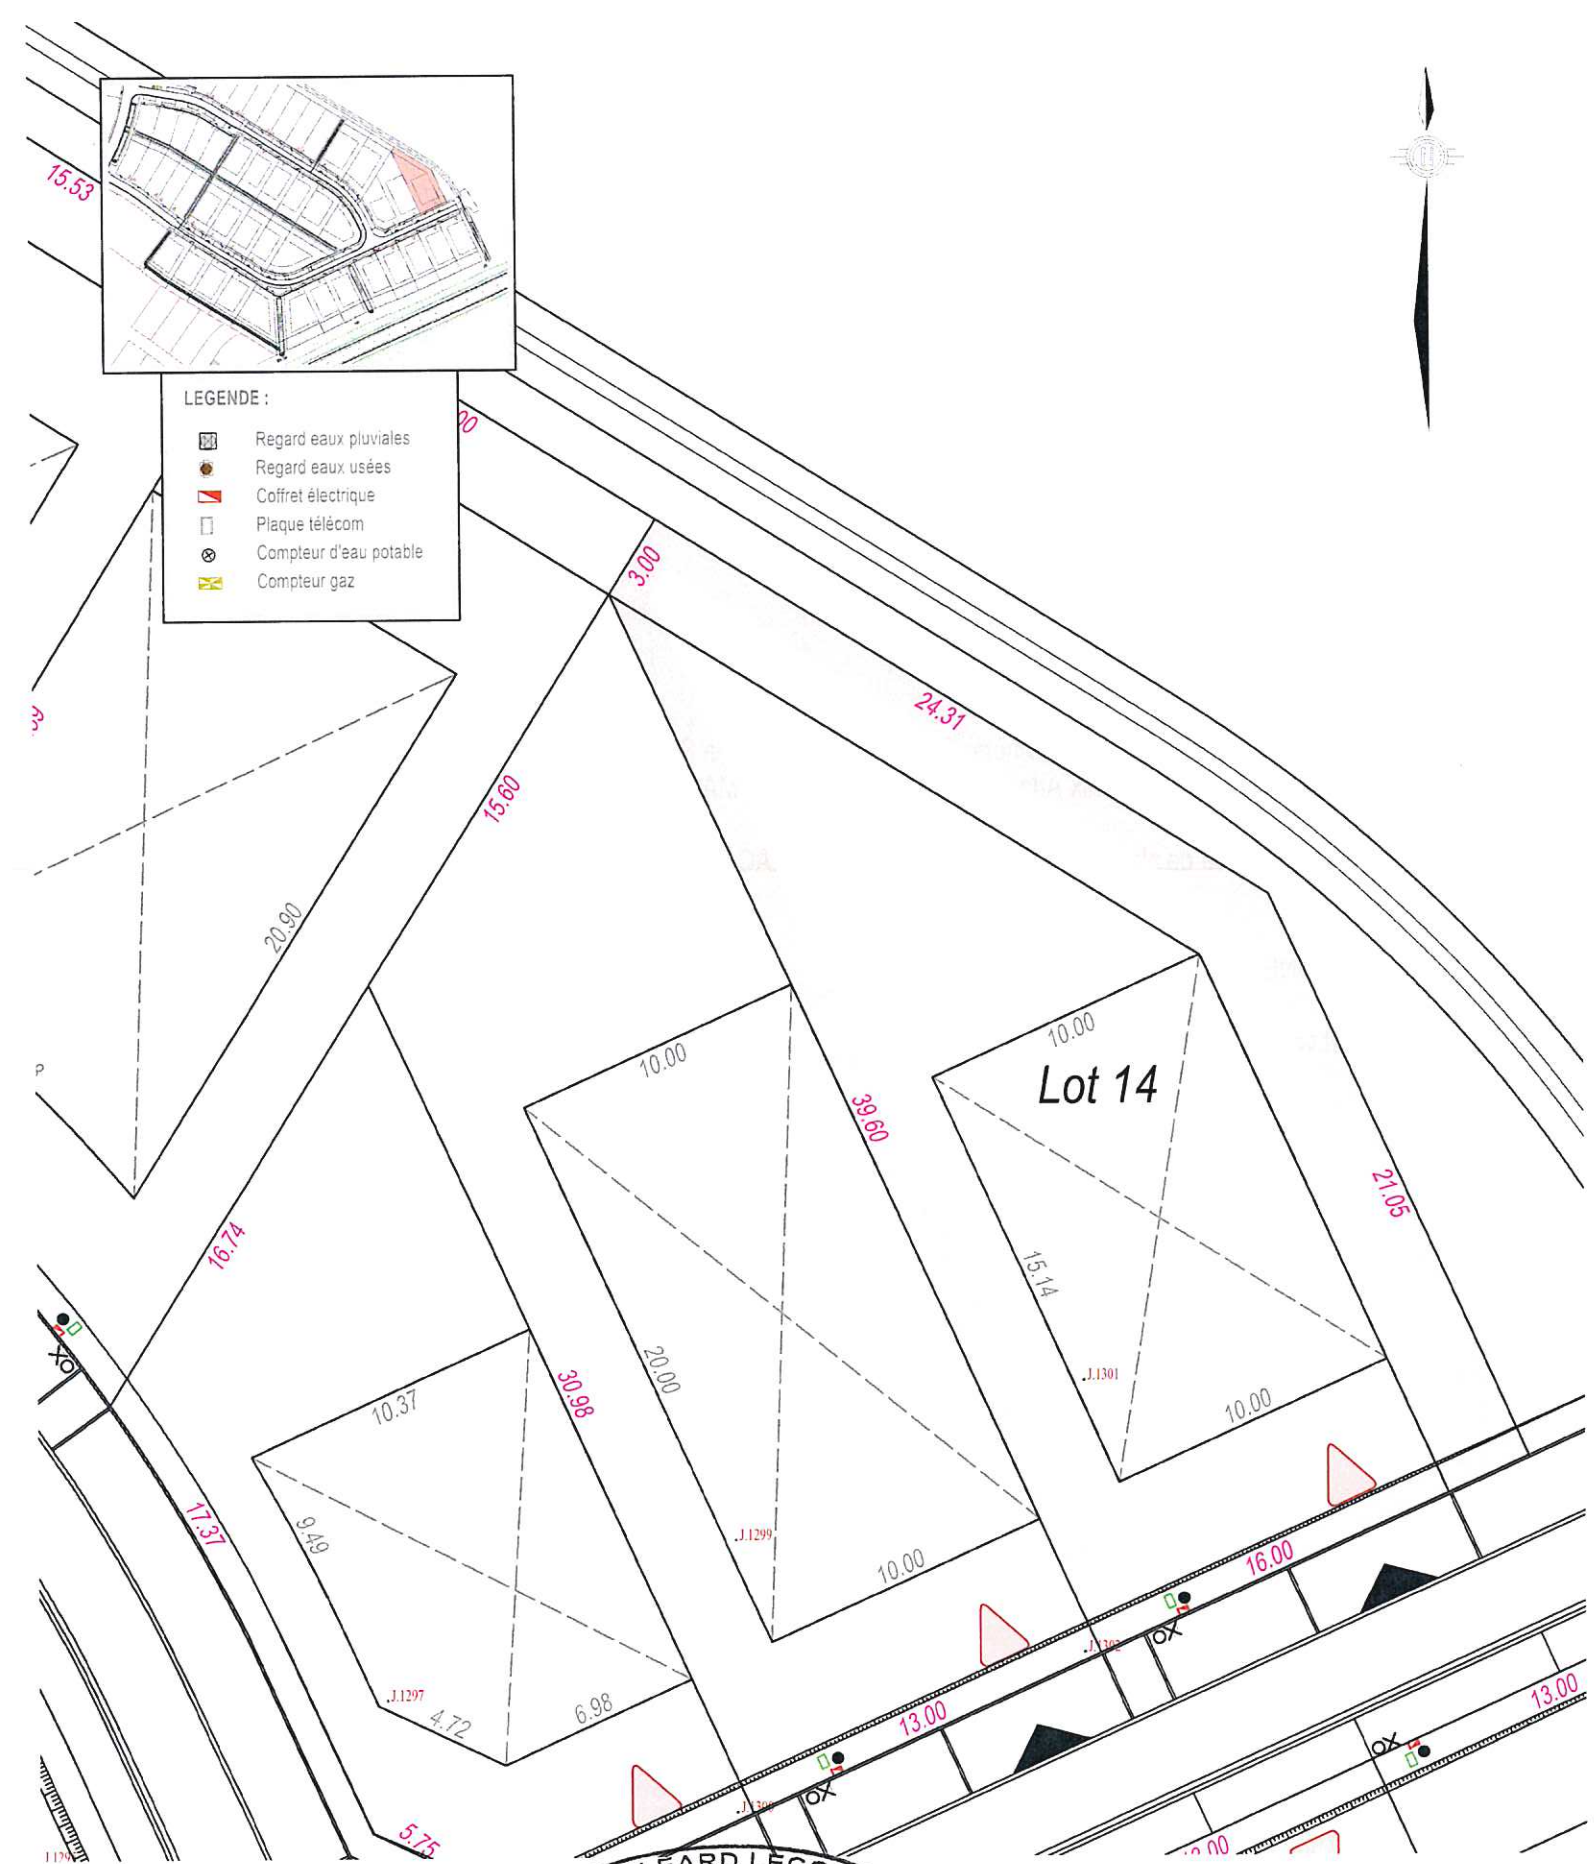 15.53
LEGENDE :
Regard eaux pluviales
Regard eaux usées
Coffret électrique
Plaque télécom
Compteur d'eau potable
Compteur gaz
00
3.00
24.31
15.60
20.90
10.00
10.00
Lot 14
P
39.60
21.05
16.74
15.14
20.00
J.1301
30.98
10.37
10.00
17.37
9.49
J.1299
10.00
16.00
J.1297
4.72
6.98
J.1302
13.00
13.00
J.1300
5.75